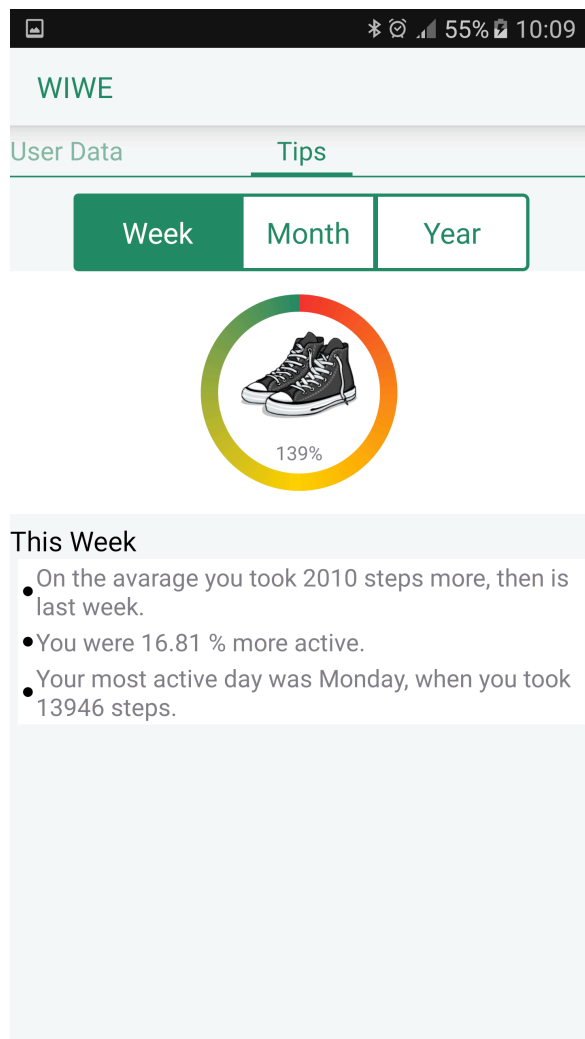 55% 10:09
WIWE
User Data Tips
Week Month Year
139%
This Week
On the avarage you took 2010 steps more, then is
last week.
You were 16.81 % more active.
Your most active day was Monday, when you took
13946 steps.